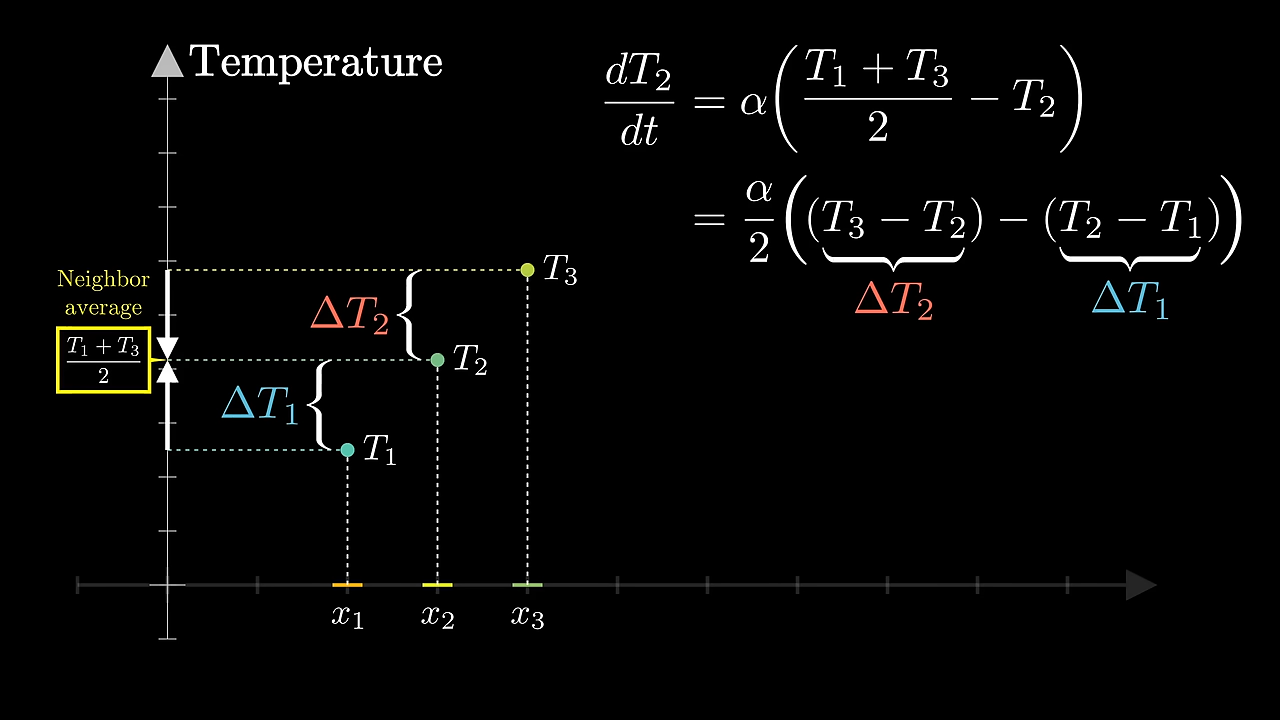 Temperature
dT₂/dt = α((T₁ + T₃)/2 − T₂)
= α/2((T₃ − T₂) − (T₂ − T₁))
ΔT₂ ΔT₁
Neighbor
average
(T₁ + T₃)/2
ΔT₂
T₃
ΔT₁
T₂
T₁
x₁ x₂ x₃